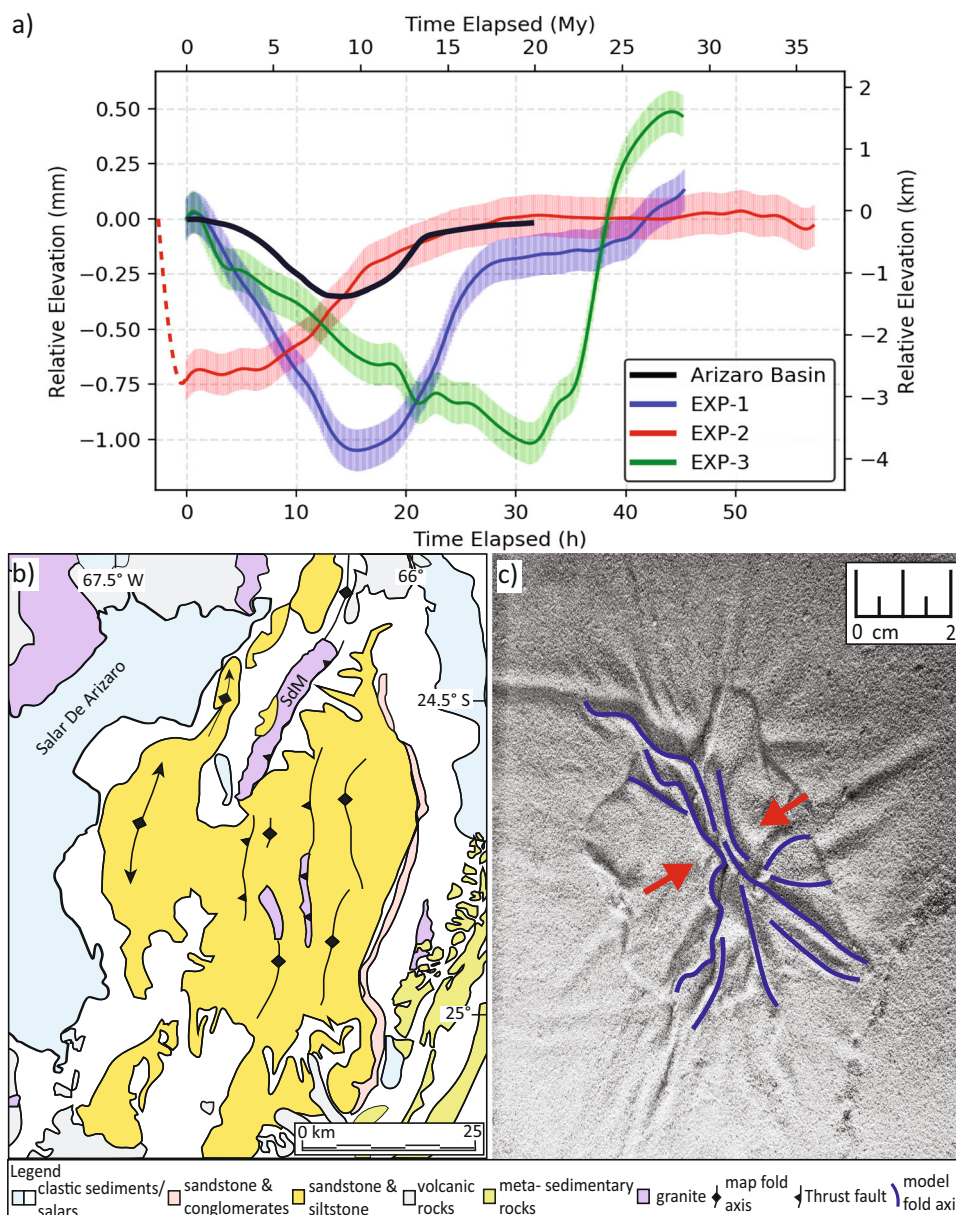 a)
Time Elapsed (My)
0 5 10 15 20 25 30 35
Relative Elevation (mm)
0.50
0.25
0.00
−0.25
−0.50
−0.75
−1.00
2
1
0
−1
−2
−3
−4
Relative Elevation (km)
Arizaro Basin
EXP-1
EXP-2
EXP-3
0 10 20 30 40 50
Time Elapsed (h)
b)
67.5° W
66°
SdM
Salar De Arizaro
24.5° S
25°
0 km 25
c)
0 cm 2
Legend
clastic sediments/
salars
sandstone &
conglomerates
sandstone &
siltstone
volcanic
rocks
meta- sedimentary
rocks
granite
map fold
axis
Thrust fault
model
fold axi